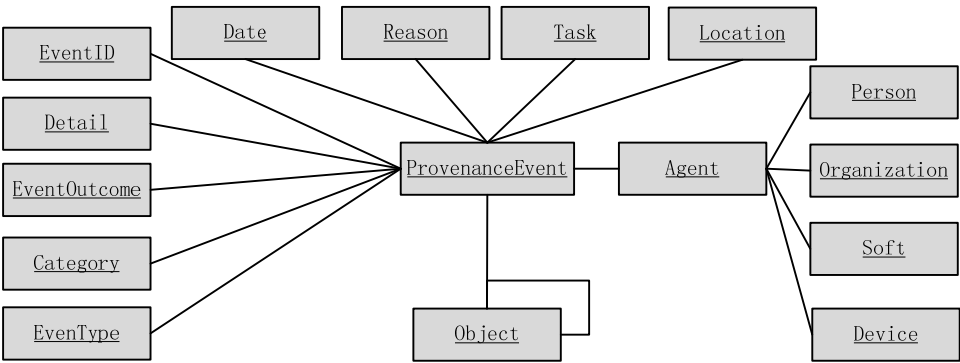 Date
Reason
Task
Location
EventID
Person
Detail
ProvenanceEvent
Agent
Organization
EventOutcome
Category
Soft
EvenType
Object
Device